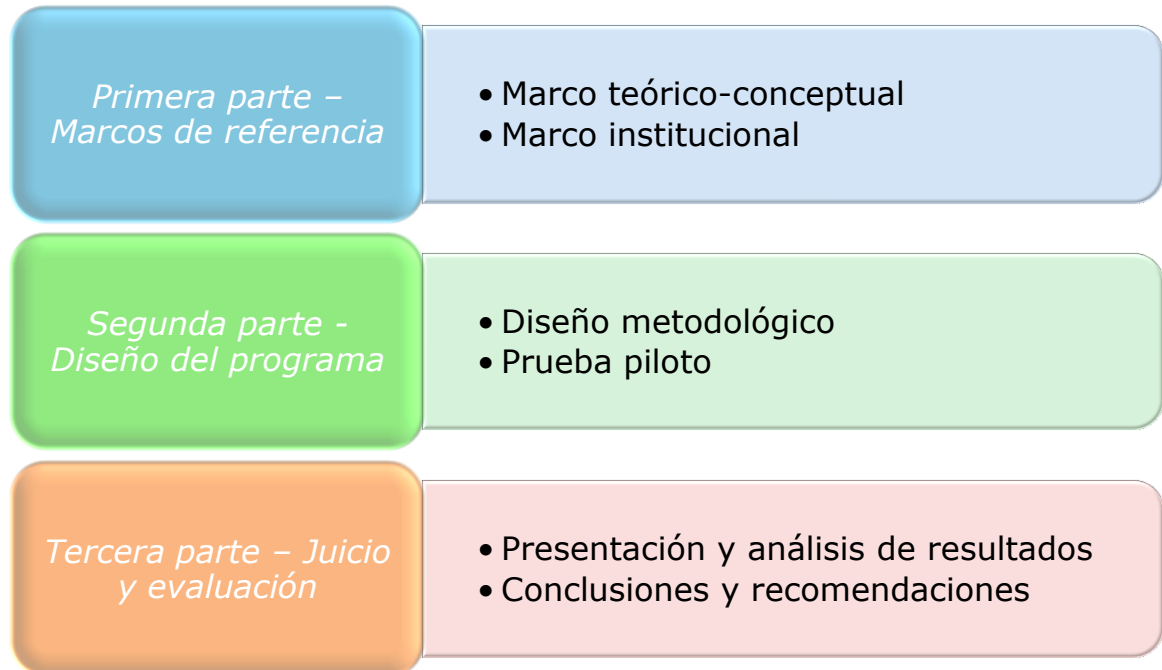 Primera parte –
Marcos de referencia
• Marco teórico-conceptual
• Marco institucional
Segunda parte -
Diseño del programa
• Diseño metodológico
• Prueba piloto
Tercera parte – Juicio
y evaluación
• Presentación y análisis de resultados
• Conclusiones y recomendaciones